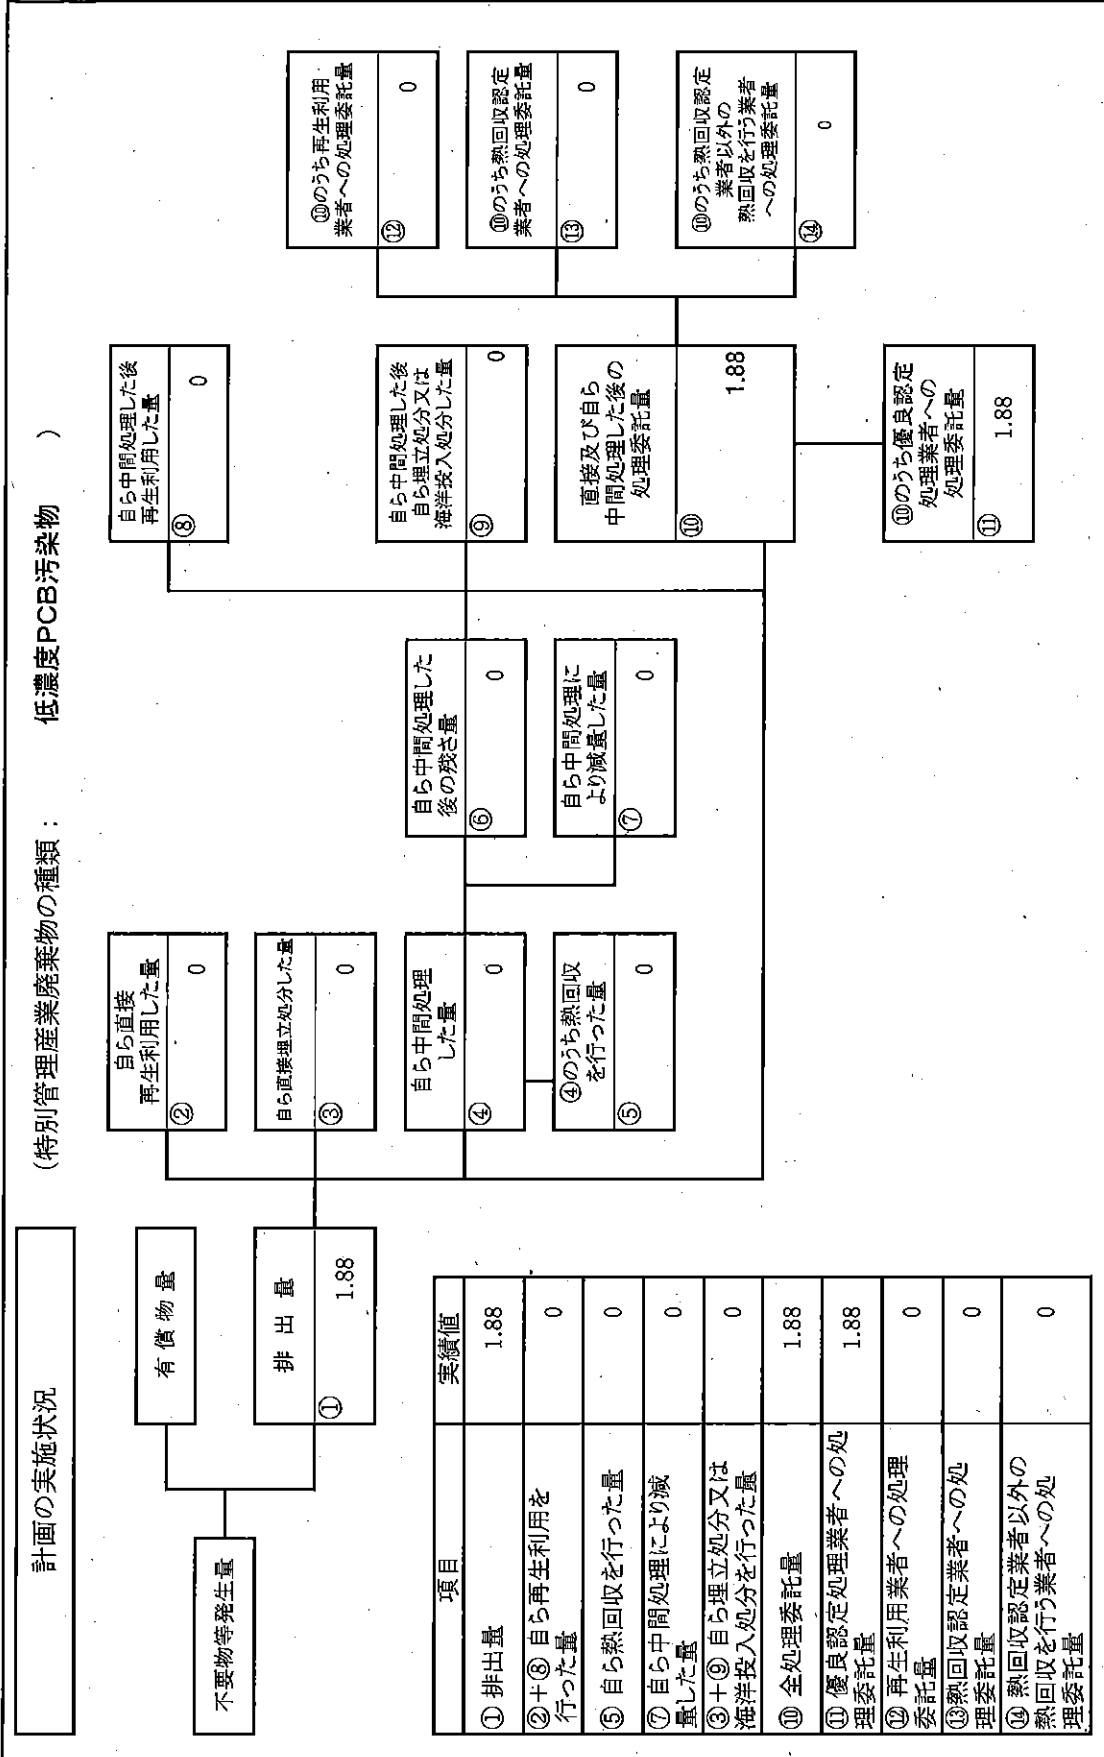 計画の実施状況
(特別管理産業廃棄物の種類： 低濃度PCB汚染物 )
不要物等発生量
有償物量
排出量
① 1.88
自ら直接
再生利用した量
② 0
自ら直接埋立処分した量
③ 0
自ら中間処理
した量
④ 0
④のうち熱回収
を行った量
⑤ 0
自ら中間処理した
後の残さ量
⑥ 0
自ら中間処理に
より減量した量
⑦ 0
自ら中間処理した後
再生利用した量
⑧ 0
自ら中間処理した後
自ら埋立処分又は
海洋投入処分した量
⑨ 0
直接及び自ら
中間処理した後の
処理委託量
⑩ 1.88
⑩のうち優良認定
処理業者への
処理委託量
⑪ 1.88
⑩のうち再生利用
業者への処理委託量
⑫ 0
⑩のうち熱回収認定
業者への処理委託量
⑬ 0
⑩のうち熱回収認定
業者以外の
熱回収を行う業者
への処理委託量
⑭ 0
項目 実績値
① 排出量 1.88
②+⑧ 自ら再生利用を
行った量 0
⑤ 自ら熱回収を行った量 0
⑦ 自ら中間処理により減
量した量 0
③+⑨ 自ら埋立処分又は
海洋投入処分を行った量 0
⑩ 全処理委託量 1.88
⑪ 優良認定処理業者への処
理委託量 1.88
⑫ 再生利用業者への処理
委託量 0
⑬熱回収認定業者への処
理委託量 0
⑭ 熱回収認定業者以外の
熱回収を行う業者への処
理委託量 0